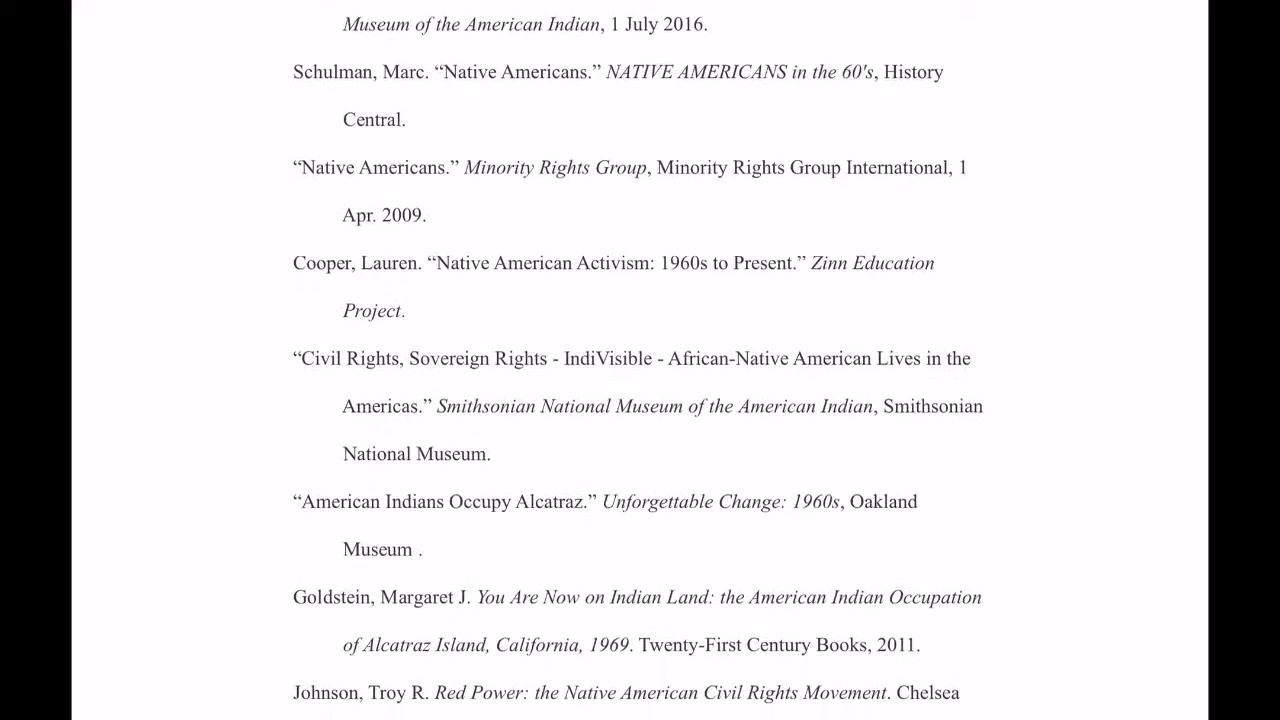 Museum of the American Indian, 1 July 2016.
Schulman, Marc. “Native Americans.” NATIVE AMERICANS in the 60's, History
Central.
“Native Americans.” Minority Rights Group, Minority Rights Group International, 1
Apr. 2009.
Cooper, Lauren. “Native American Activism: 1960s to Present.” Zinn Education
Project.
“Civil Rights, Sovereign Rights - IndiVisible - African-Native American Lives in the
Americas.” Smithsonian National Museum of the American Indian, Smithsonian
National Museum.
“American Indians Occupy Alcatraz.” Unforgettable Change: 1960s, Oakland
Museum .
Goldstein, Margaret J. You Are Now on Indian Land: the American Indian Occupation
of Alcatraz Island, California, 1969. Twenty-First Century Books, 2011.
Johnson, Troy R. Red Power: the Native American Civil Rights Movement. Chelsea